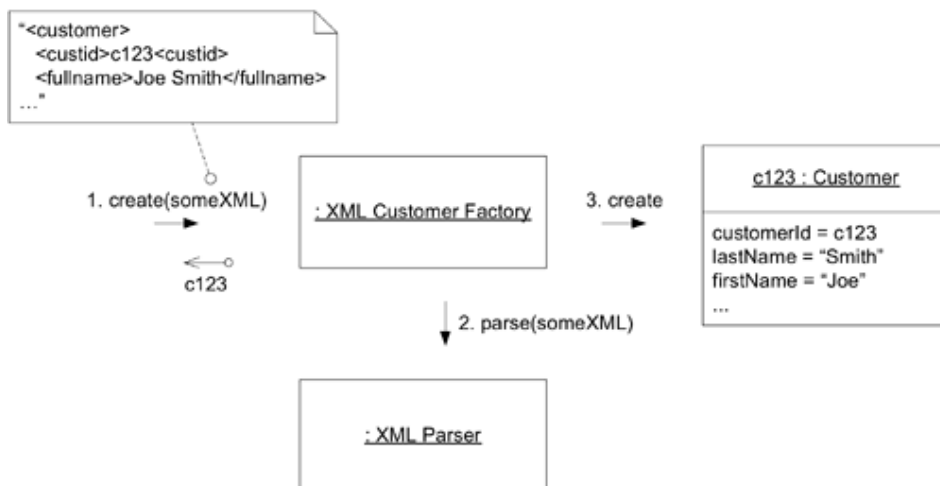 “<customer>
<custid>c123<custid>
<fullname>Joe Smith</fullname>
...”
1. create(someXML)
c123
: XML Customer Factory
3. create
c123 : Customer
customerId = c123
lastName = “Smith”
firstName = “Joe”
...
2. parse(someXML)
: XML Parser